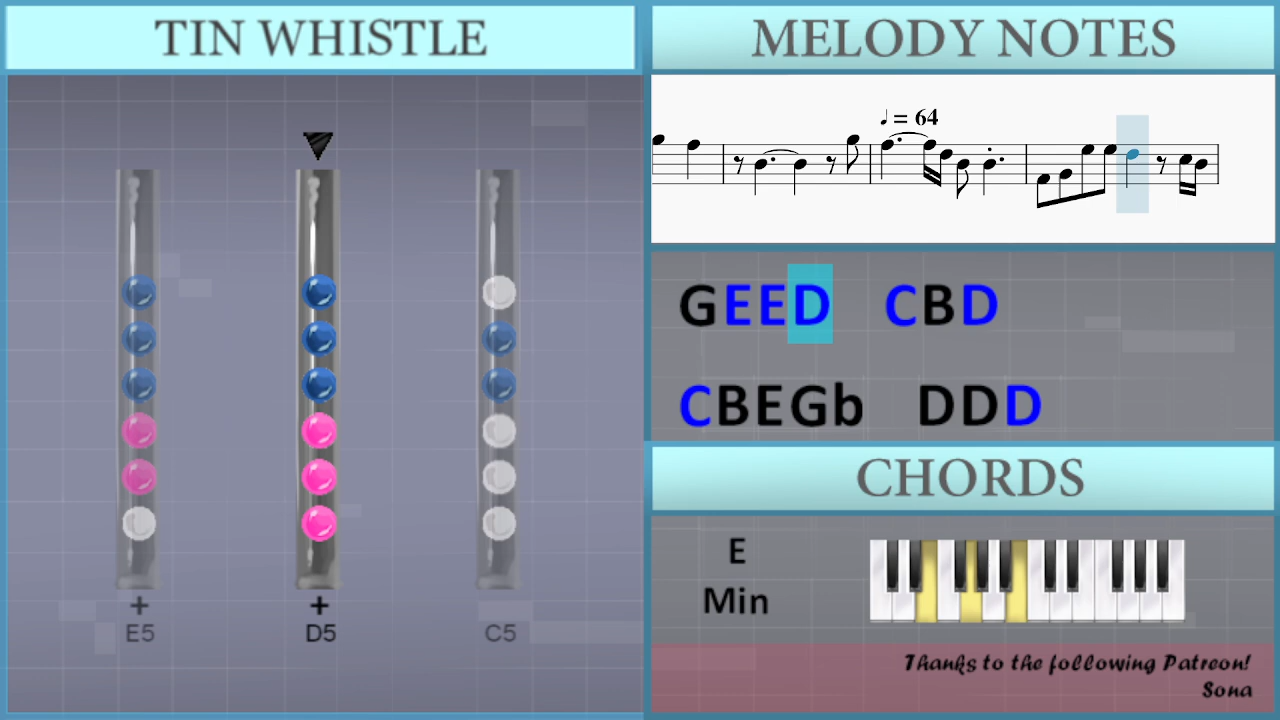 TIN WHISTLE
+
E5
+
D5
C5
MELODY NOTES
♩ = 64
GEED CBD
CBEGb DDD
CHORDS
E
Min
Thanks to the following Patreon!
Sona